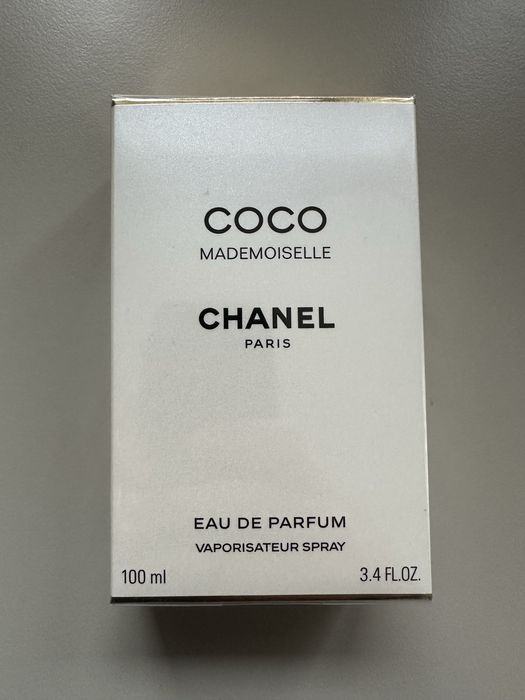 COCO
MADEMOISELLE
CHANEL
PARIS
EAU DE PARFUM
VAPORISATEUR SPRAY
100 ml 3.4 FL.OZ.